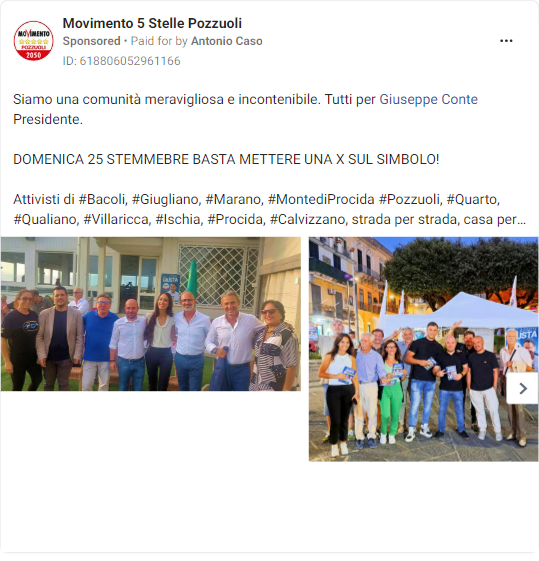 Movimento 5 Stelle Pozzuoli
Sponsored • Paid for by Antonio Caso
ID: 618806052961166
MOVIMENTO
POZZUOLI
2050
Siamo una comunità meravigliosa e incontenibile. Tutti per Giuseppe Conte
Presidente.
DOMENICA 25 STEMMEBRE BASTA METTERE UNA X SUL SIMBOLO!
Attivisti di #Bacoli, #Giugliano, #Marano, #MontediProcida #Pozzuoli, #Quarto,
#Qualiano, #Villaricca, #Ischia, #Procida, #Calvizzano, strada per strada, casa per...
GIUSTA